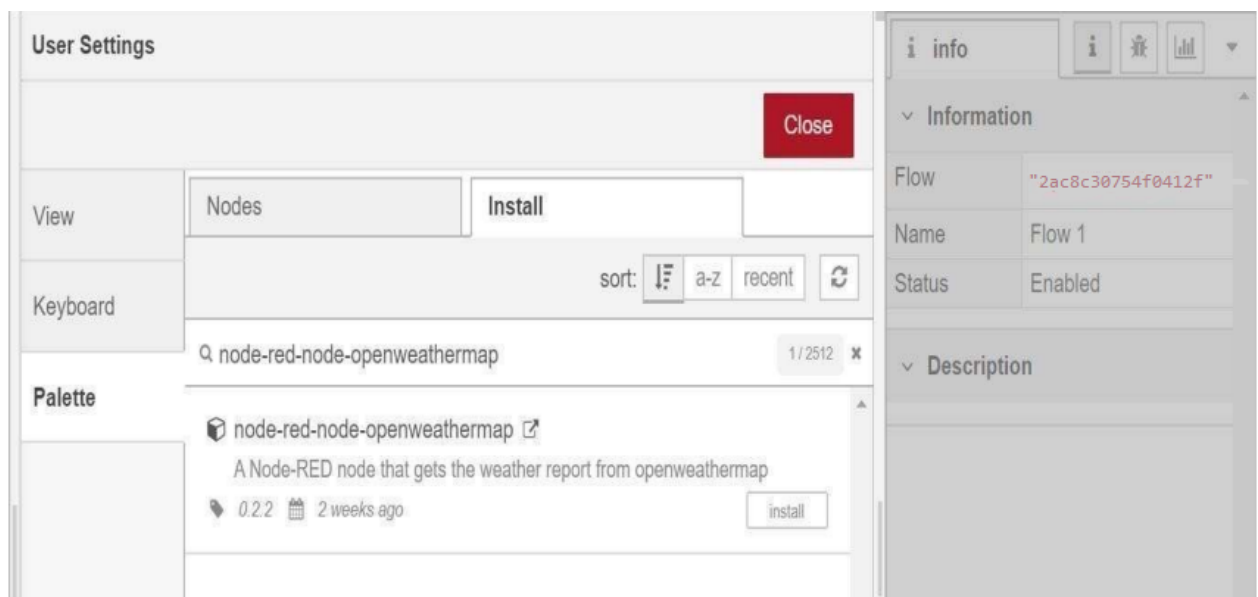 User Settings
Close
View
Keyboard
Palette
Nodes
Install
sort:
a-z
recent
node-red-node-openweathermap
1 / 2512
node-red-node-openweathermap
A Node-RED node that gets the weather report from openweathermap
0.2.2
2 weeks ago
install
info
Information
Flow
"2ac8c30754f0412f"
Name
Flow 1
Status
Enabled
Description